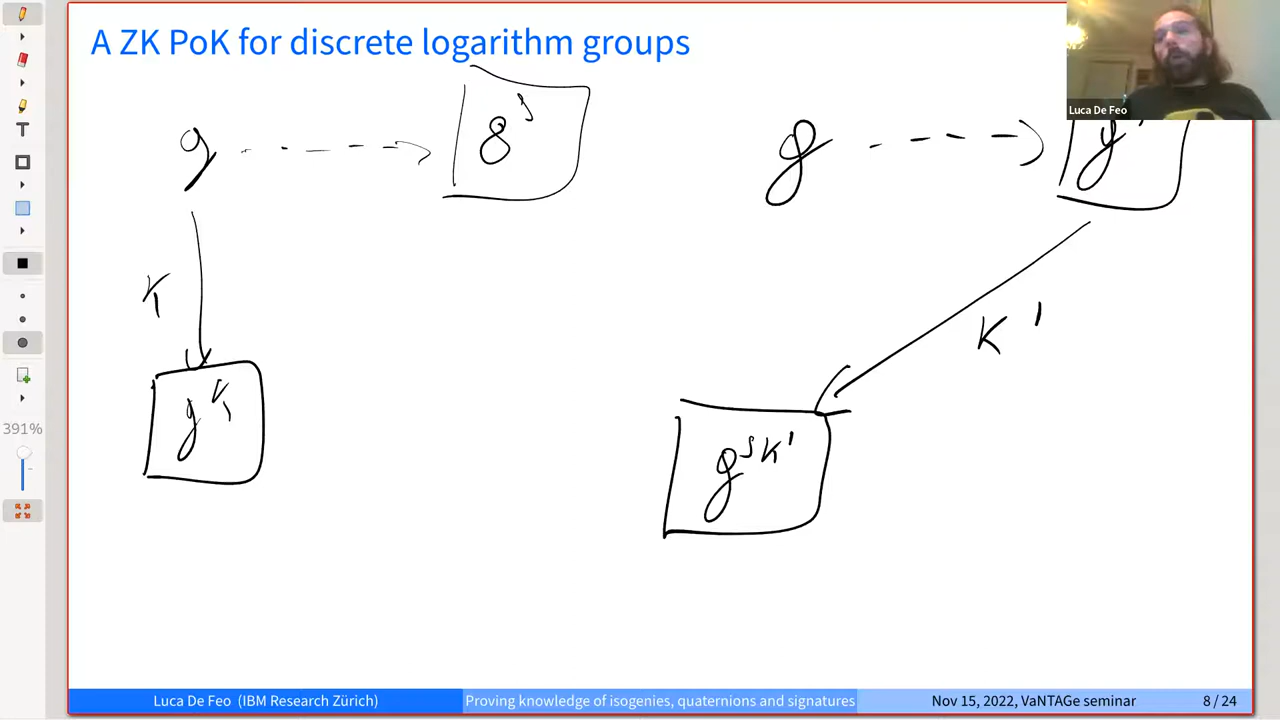 A ZK PoK for discrete logarithm groups
Luca De Feo
g
g^s
g
g
K
g^K
K'
g^sK'
T
391%
Luca De Feo (IBM Research Zürich)
Proving knowledge of isogenies, quaternions and signatures
Nov 15, 2022, VaNTAGe seminar
8 / 24